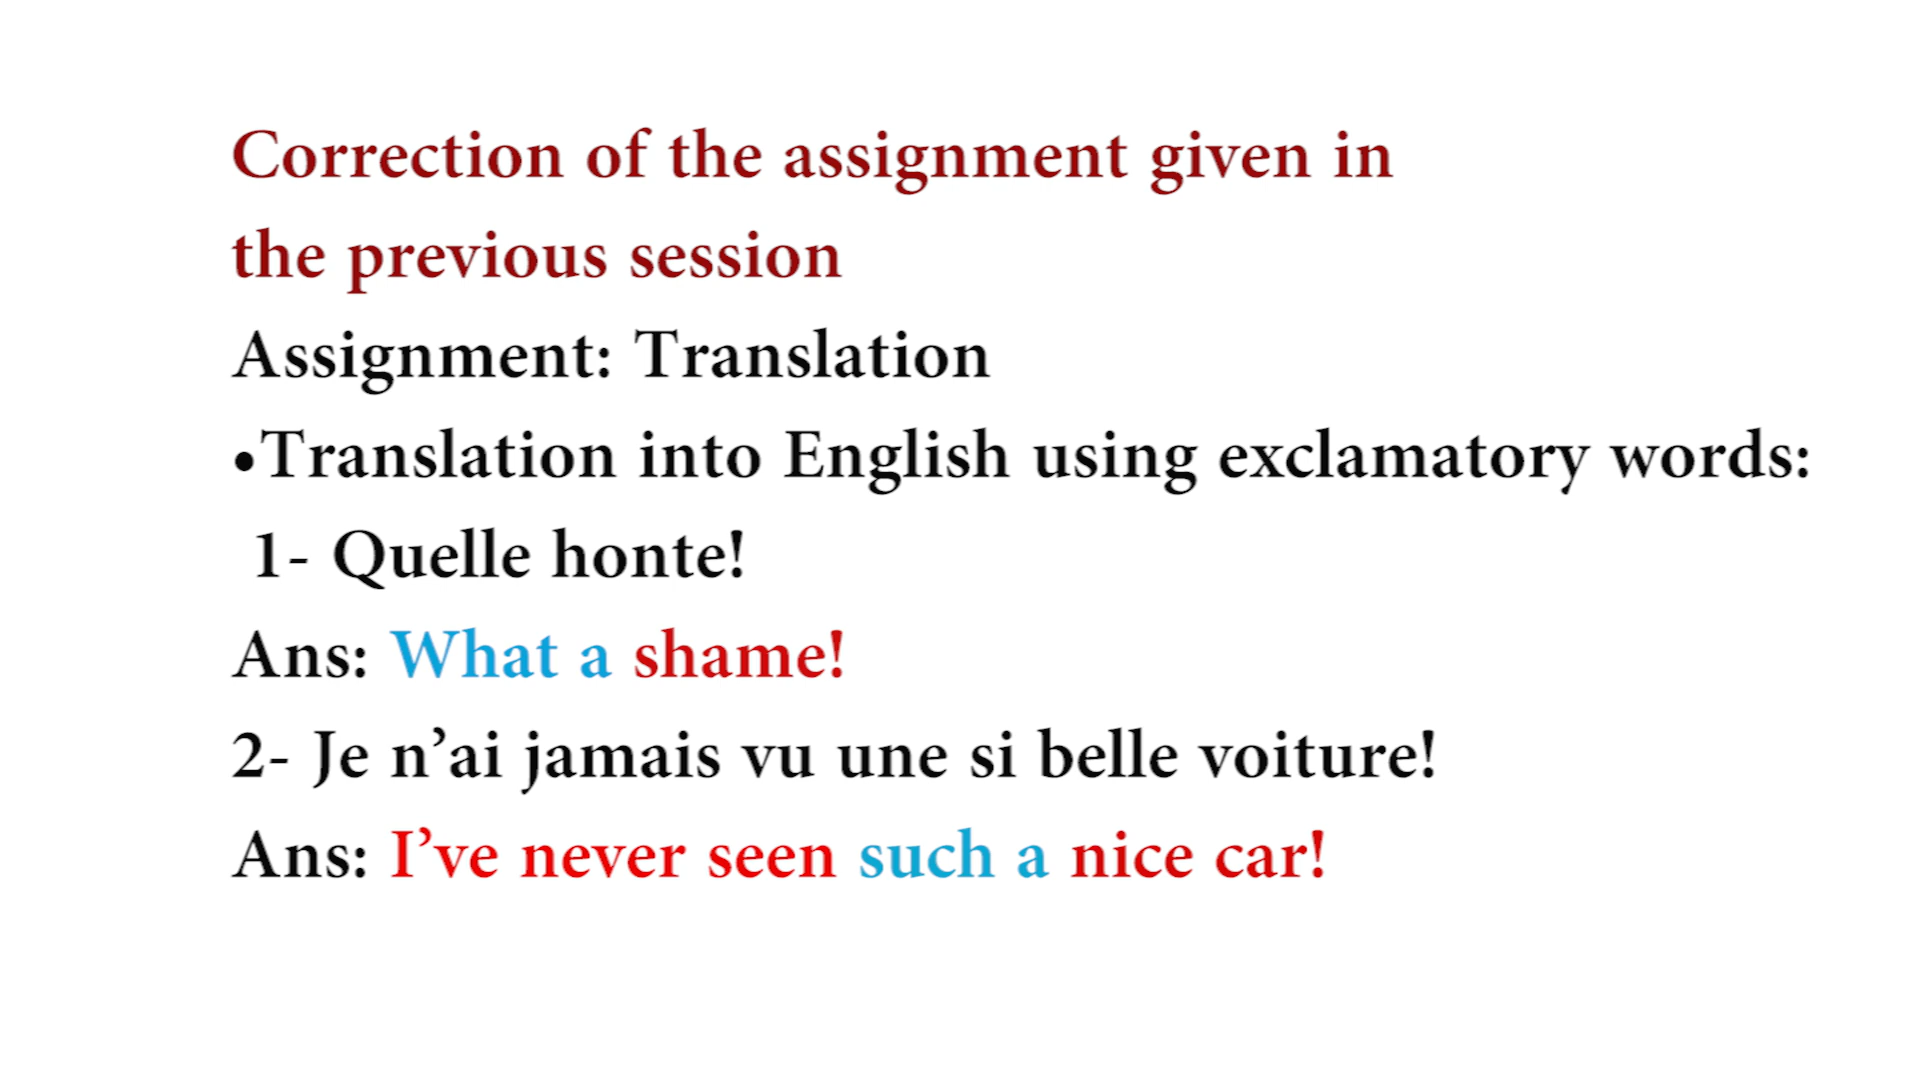 Correction of the assignment given in
the previous session
Assignment: Translation
•Translation into English using exclamatory words:
1- Quelle honte!
Ans: What a shame!
2- Je n’ai jamais vu une si belle voiture!
Ans: I’ve never seen such a nice car!